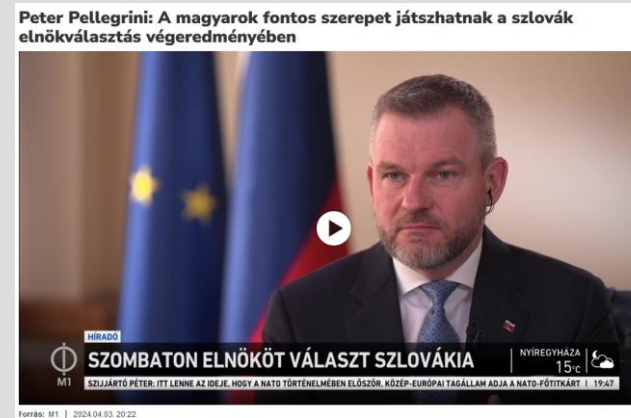 Peter Pellegrini: A magyarok fontos szerepet játszhatnak a szlovák
elnökválasztás végeredményében
HÍRADÓ
M1
SZOMBATON ELNÖKÖT VÁLASZT SZLOVÁKIA
NYÍREGYHÁZA
15°C
SZIJJÁRTÓ PÉTER: ITT LENNE AZ IDEJE, HOGY A NATO TÖRTÉNELMÉBEN ELŐSZÖR, KÖZÉP-EURÓPAI TAGÁLLAM ADJA A NATO-FŐTITKÁRT | 19:47
Forrás: M1 | 2024.04.03. 20:22